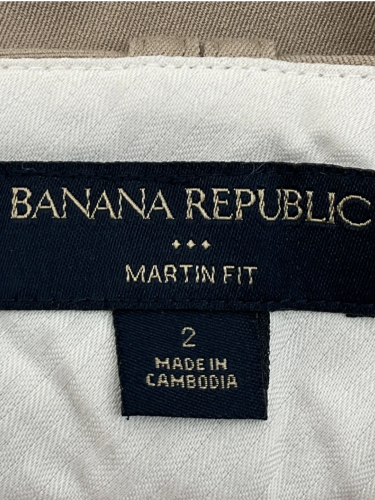 BANANA REPUBLIC
MARTIN FIT
2
MADE IN
CAMBODIA